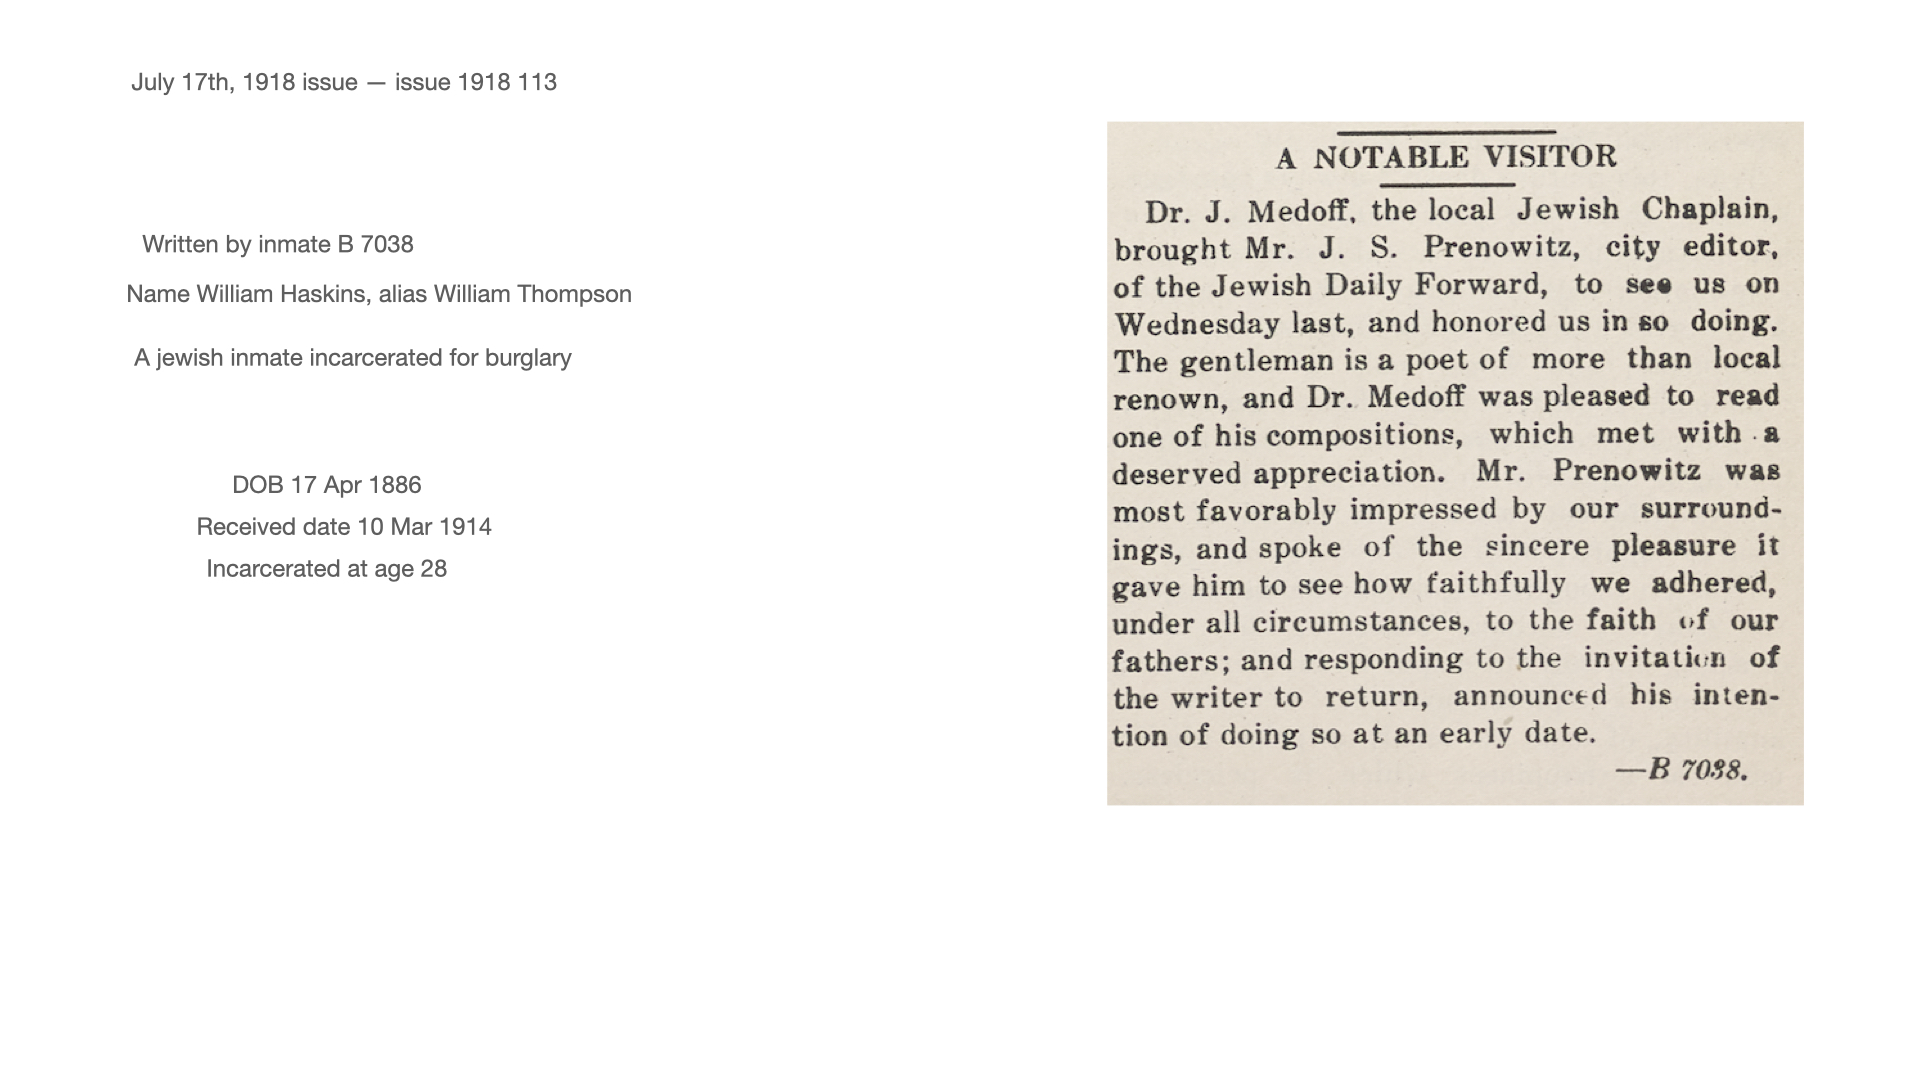 July 17th, 1918 issue — issue 1918 113
Written by inmate B 7038
Name William Haskins, alias William Thompson
A jewish inmate incarcerated for burglary
DOB 17 Apr 1886
Received date 10 Mar 1914
Incarcerated at age 28
A NOTABLE VISITOR
Dr. J. Medoff, the local Jewish Chaplain,
brought Mr. J. S. Prenowitz, city editor,
of the Jewish Daily Forward, to see us on
Wednesday last, and honored us in so doing.
The gentleman is a poet of more than local
renown, and Dr. Medoff was pleased to read
one of his compositions, which met with a
deserved appreciation. Mr. Prenowitz was
most favorably impressed by our surround-
ings, and spoke of the sincere pleasure it
gave him to see how faithfully we adhered,
under all circumstances, to the faith of our
fathers; and responding to the invitation of
the writer to return, announced his inten-
tion of doing so at an early date.
—B 7038.